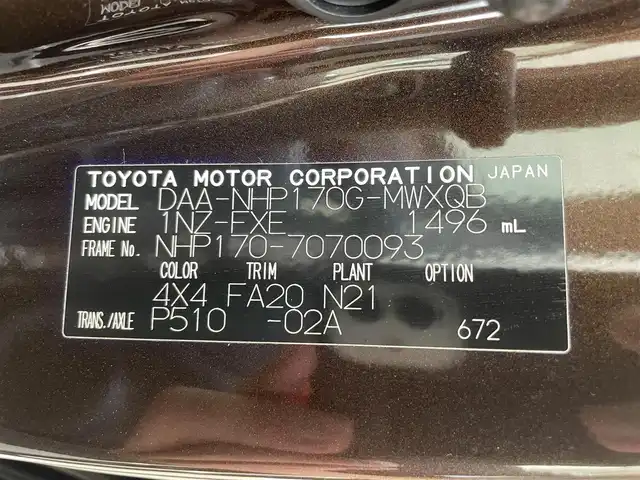 TOYOTA MOTOR CORPORATION JAPAN
MODEL DAA-NHP170G-MWXQB
ENGINE 1NZ-FXE 1496 mL
FRAME No. NHP170-7070093
COLOR TRIM PLANT OPTION
4X4 FA20 N21
TRANS./AXLE P510 -02A 672